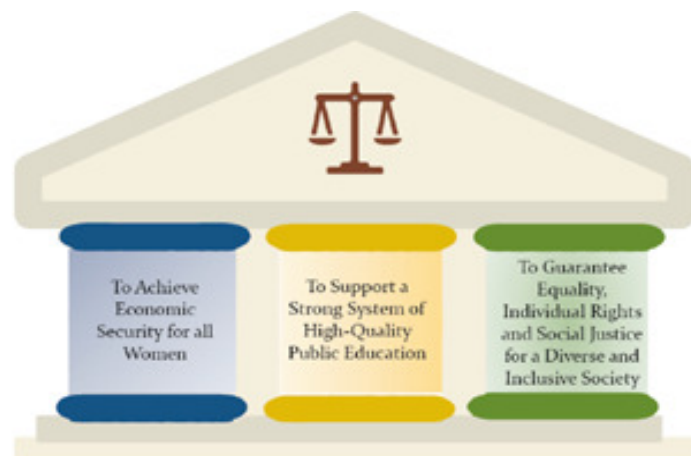 To Achieve
Economic
Security for all
Women
To Support a
Strong System of
High-Quality
Public Education
To Guarantee
Equality,
Individual Rights
and Social Justice
for a Diverse and
Inclusive Society